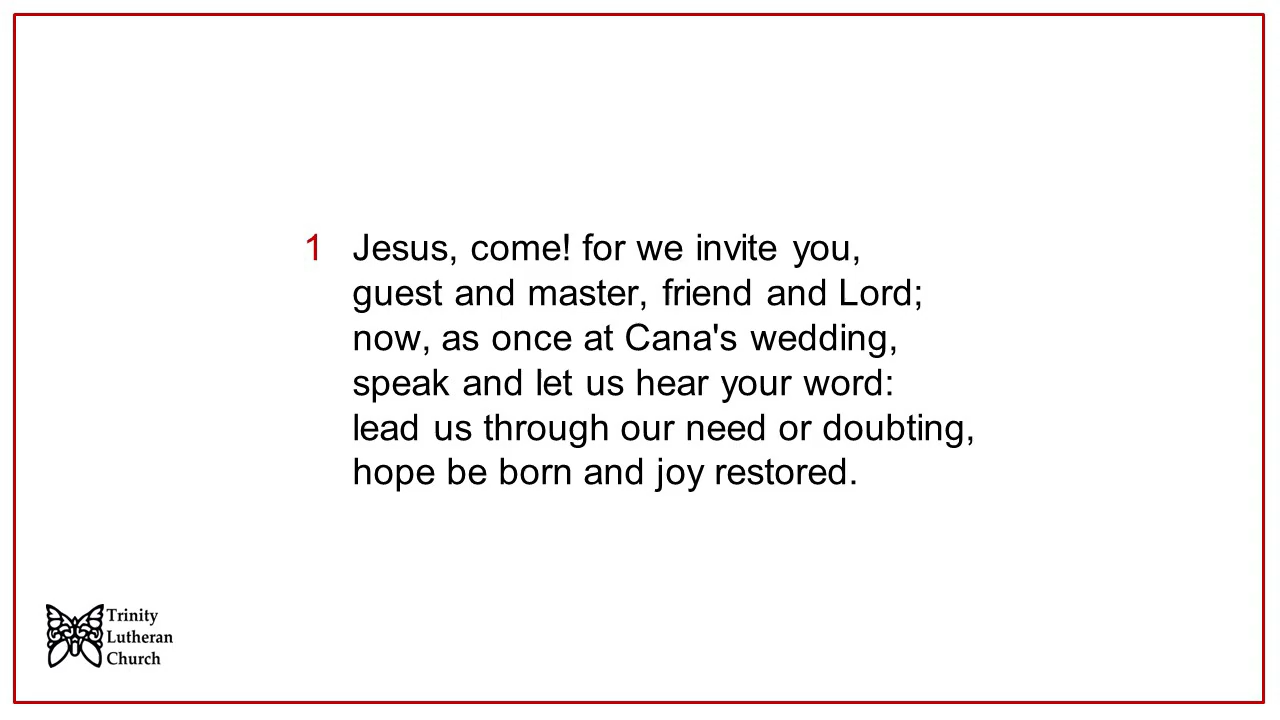 1 Jesus, come! for we invite you,
guest and master, friend and Lord;
now, as once at Cana's wedding,
speak and let us hear your word:
lead us through our need or doubting,
hope be born and joy restored.
Trinity
Lutheran
Church